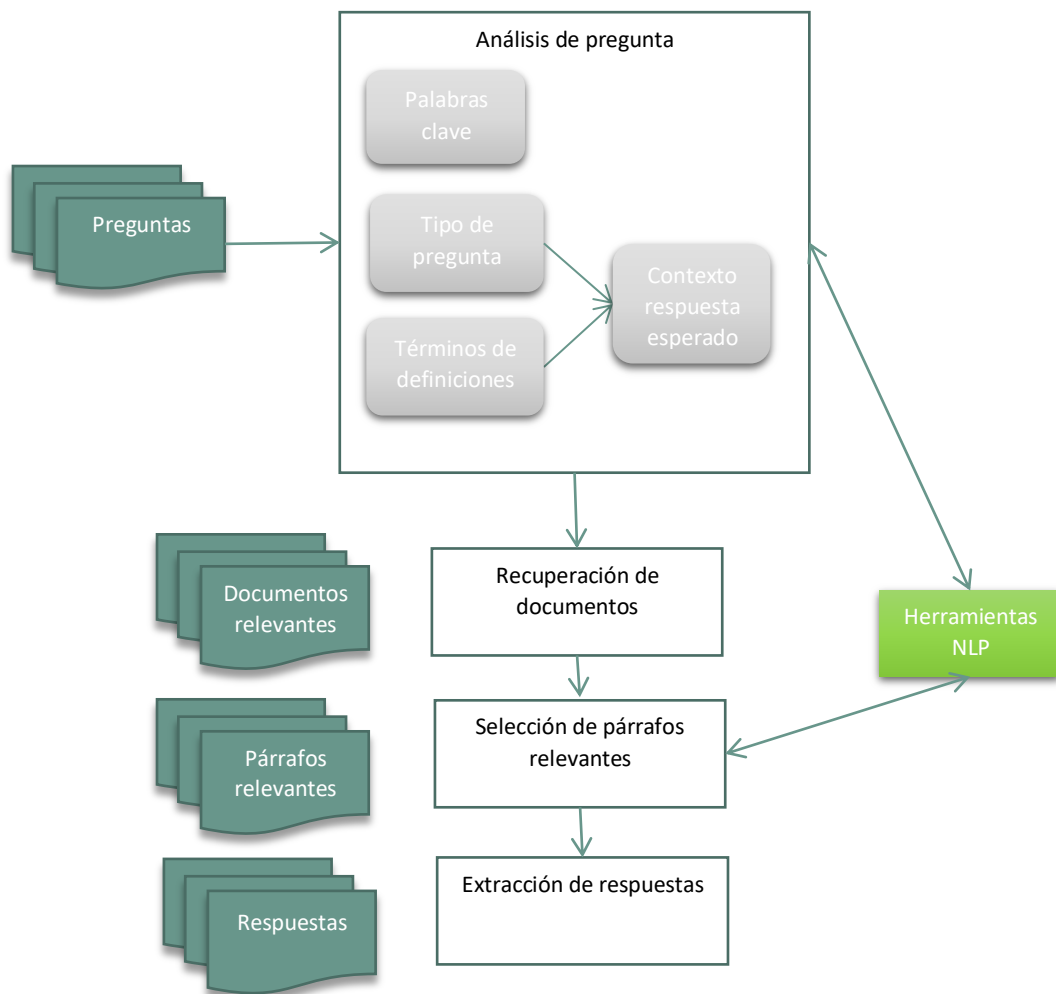 Análisis de pregunta
Palabras
clave
Preguntas
Tipo de
pregunta
Contexto
respuesta
esperado
Términos de
definiciones
Documentos
relevantes
Recuperación de
documentos
Herramientas
NLP
Párrafos
relevantes
Selección de párrafos
relevantes
Respuestas
Extracción de respuestas